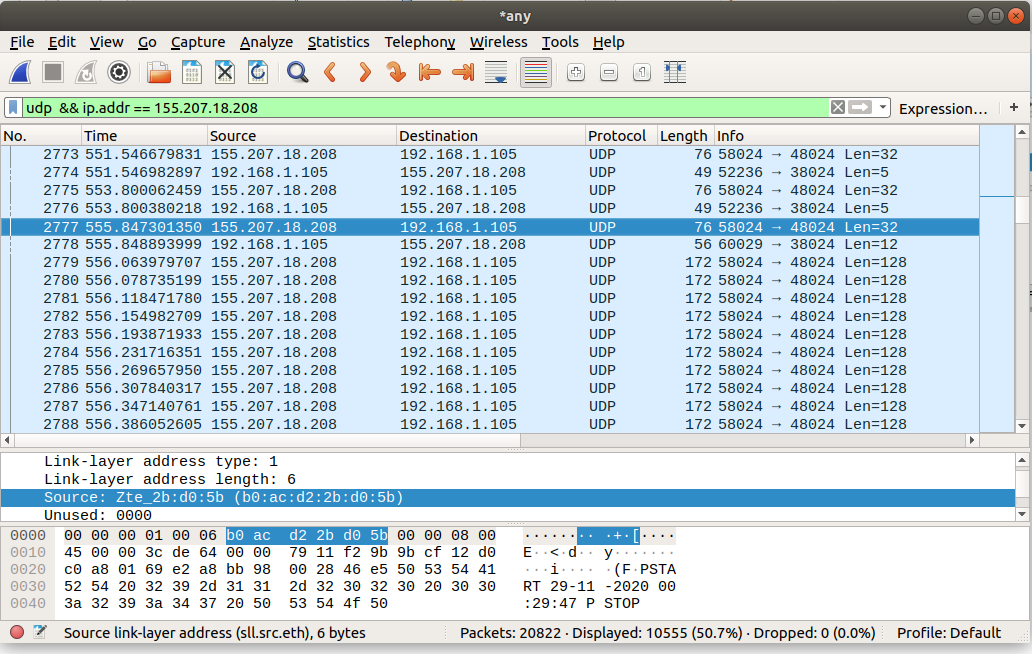 *any
File Edit View Go Capture Analyze Statistics Telephony Wireless Tools Help
udp && ip.addr == 155.207.18.208 Expression… +
No. Time Source Destination Protocol Length Info
2773 551.546679831 155.207.18.208 192.168.1.105 UDP 76 58024 → 48024 Len=32
2774 551.546982897 192.168.1.105 155.207.18.208 UDP 49 52236 → 38024 Len=5
2775 553.800062459 155.207.18.208 192.168.1.105 UDP 76 58024 → 48024 Len=32
2776 553.800380218 192.168.1.105 155.207.18.208 UDP 49 52236 → 38024 Len=5
2777 555.847301350 155.207.18.208 192.168.1.105 UDP 76 58024 → 48024 Len=32
2778 555.848893999 192.168.1.105 155.207.18.208 UDP 56 60029 → 38024 Len=12
2779 556.063979707 155.207.18.208 192.168.1.105 UDP 172 58024 → 48024 Len=128
2780 556.078735199 155.207.18.208 192.168.1.105 UDP 172 58024 → 48024 Len=128
2781 556.118471780 155.207.18.208 192.168.1.105 UDP 172 58024 → 48024 Len=128
2782 556.154982709 155.207.18.208 192.168.1.105 UDP 172 58024 → 48024 Len=128
2783 556.193871933 155.207.18.208 192.168.1.105 UDP 172 58024 → 48024 Len=128
2784 556.231716351 155.207.18.208 192.168.1.105 UDP 172 58024 → 48024 Len=128
2785 556.269657950 155.207.18.208 192.168.1.105 UDP 172 58024 → 48024 Len=128
2786 556.307840317 155.207.18.208 192.168.1.105 UDP 172 58024 → 48024 Len=128
2787 556.347140761 155.207.18.208 192.168.1.105 UDP 172 58024 → 48024 Len=128
2788 556.386052605 155.207.18.208 192.168.1.105 UDP 172 58024 → 48024 Len=128
Link-layer address type: 1
Link-layer address length: 6
Source: Zte_2b:d0:5b (b0:ac:d2:2b:d0:5b)
Unused: 0000
0000 00 00 00 01 00 06 b0 ac d2 2b d0 5b 00 00 08 00 ········ ·+·[····
0010 45 00 00 3c de 64 00 00 79 11 f2 9b 9b cf 12 d0 E··<·d·· y·······
0020 c0 a8 01 69 e2 a8 bb 98 00 28 46 e5 50 53 54 41 ···i···· ·(F·PSTA
0030 52 54 20 32 39 2d 31 31 2d 32 30 32 30 20 30 30 RT 29-11 -2020 00
0040 3a 32 39 3a 34 37 20 50 53 54 4f 50 :29:47 P STOP
Source link-layer address (sll.src.eth), 6 bytes Packets: 20822 · Displayed: 10555 (50.7%) · Dropped: 0 (0.0%) Profile: Default